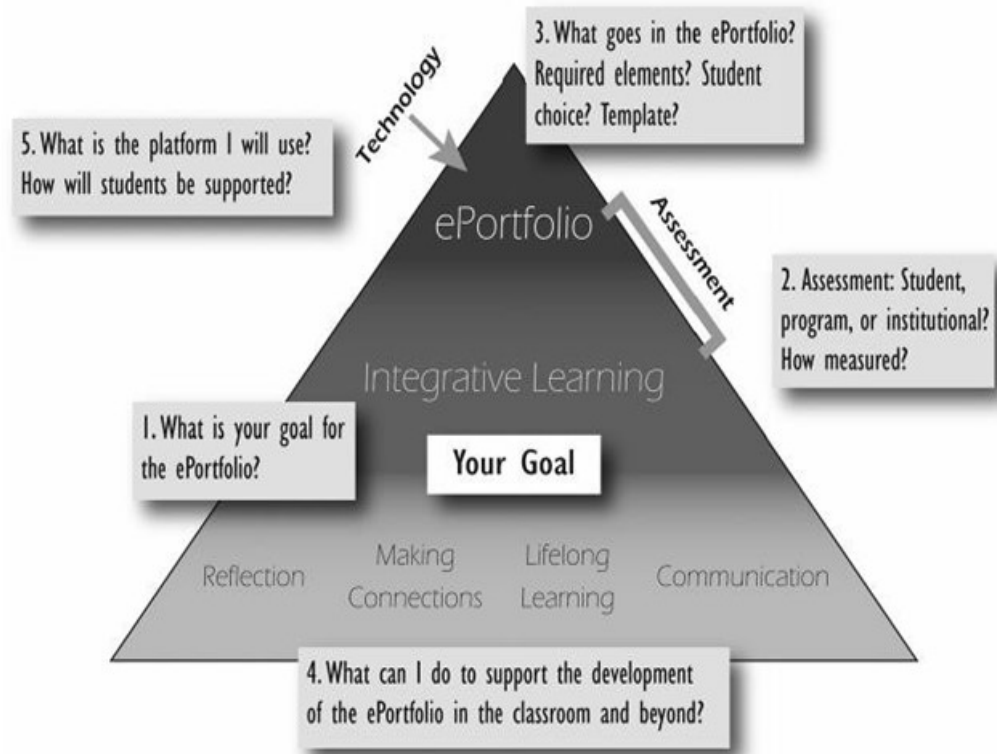 3. What goes in the ePortfolio?
Required elements? Student
choice? Template?
Technology
5. What is the platform I will use?
How will students be supported?
ePortfolio
Assessment
2. Assessment: Student,
program, or institutional?
How measured?
Integrative Learning
1. What is your goal for
the ePortfolio?
Your Goal
Reflection
Making
Connections
Lifelong
Learning
Communication
4. What can I do to support the development
of the ePortfolio in the classroom and beyond?